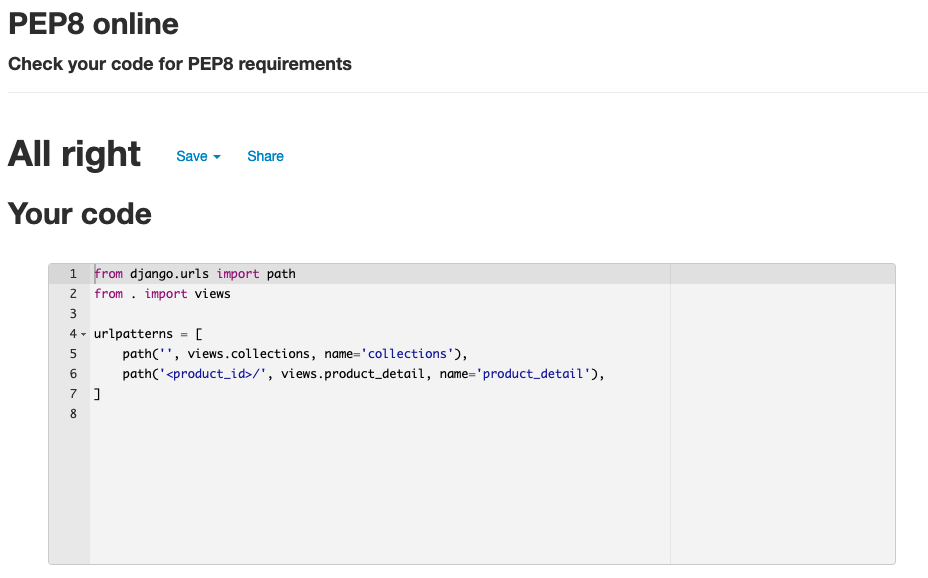 PEP8 online
Check your code for PEP8 requirements
All right Save Share
Your code
1 from django.urls import path
2 from . import views
3
4 urlpatterns = [
5     path('', views.collections, name='collections'),
6     path('<product_id>/', views.product_detail, name='product_detail'),
7 ]
8